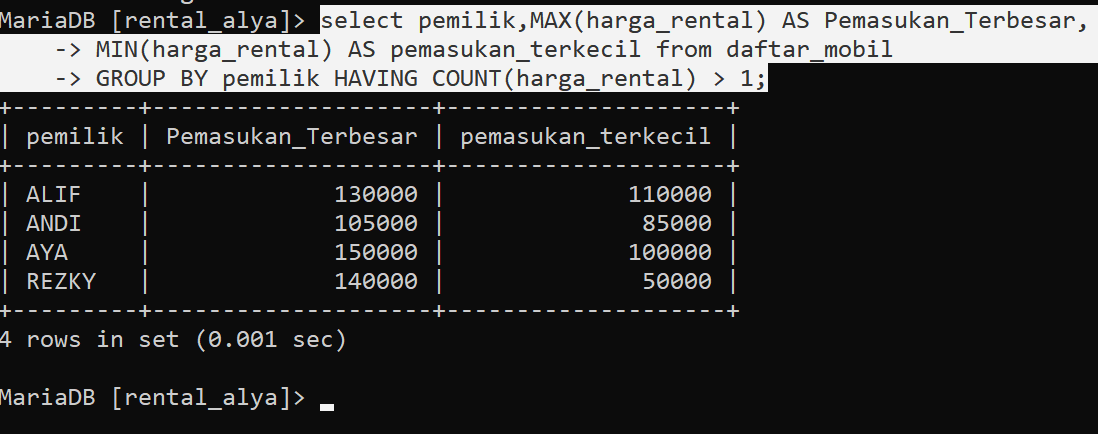 MariaDB [rental_alya]> select pemilik,MAX(harga_rental) AS Pemasukan_Terbesar,
    -> MIN(harga_rental) AS pemasukan_terkecil from daftar_mobil
    -> GROUP BY pemilik HAVING COUNT(harga_rental) > 1;
+---------+--------------------+--------------------+
| pemilik | Pemasukan_Terbesar | pemasukan_terkecil |
+---------+--------------------+--------------------+
| ALIF    |             130000 |             110000 |
| ANDI    |             105000 |              85000 |
| AYA     |             150000 |             100000 |
| REZKY   |             140000 |              50000 |
+---------+--------------------+--------------------+
4 rows in set (0.001 sec)
MariaDB [rental_alya]> _